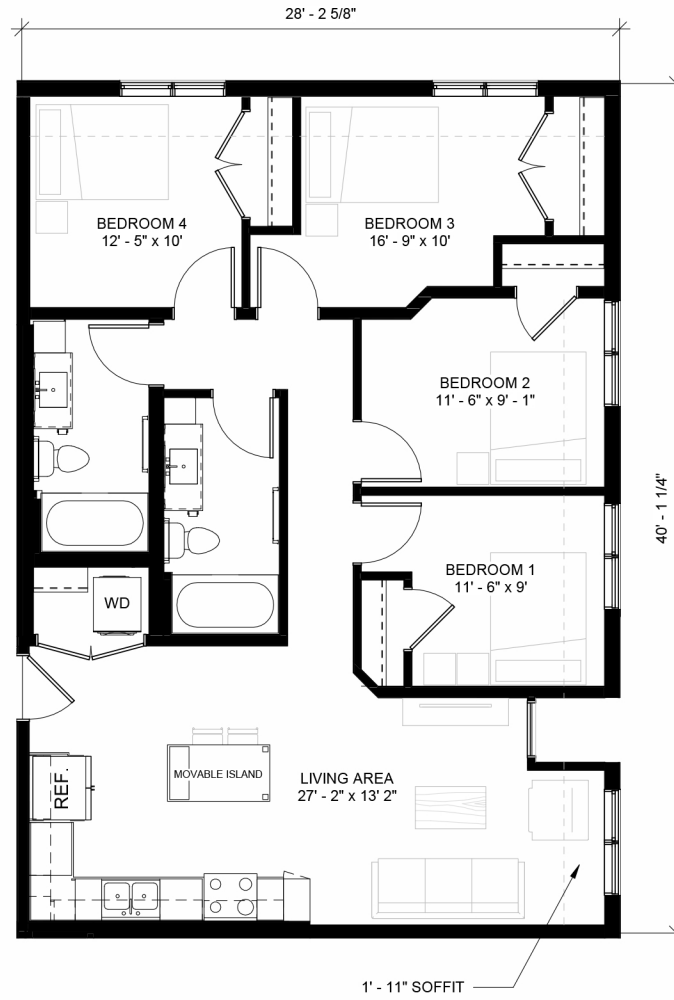 28' - 2 5/8"
BEDROOM 4
12' - 5" x 10'
BEDROOM 3
16' - 9" x 10'
BEDROOM 2
11' - 6" x 9' - 1"
40' - 1 1/4"
BEDROOM 1
11' - 6" x 9'
WD
REF.
MOVABLE ISLAND
LIVING AREA
27' - 2" x 13' 2"
1' - 11" SOFFIT